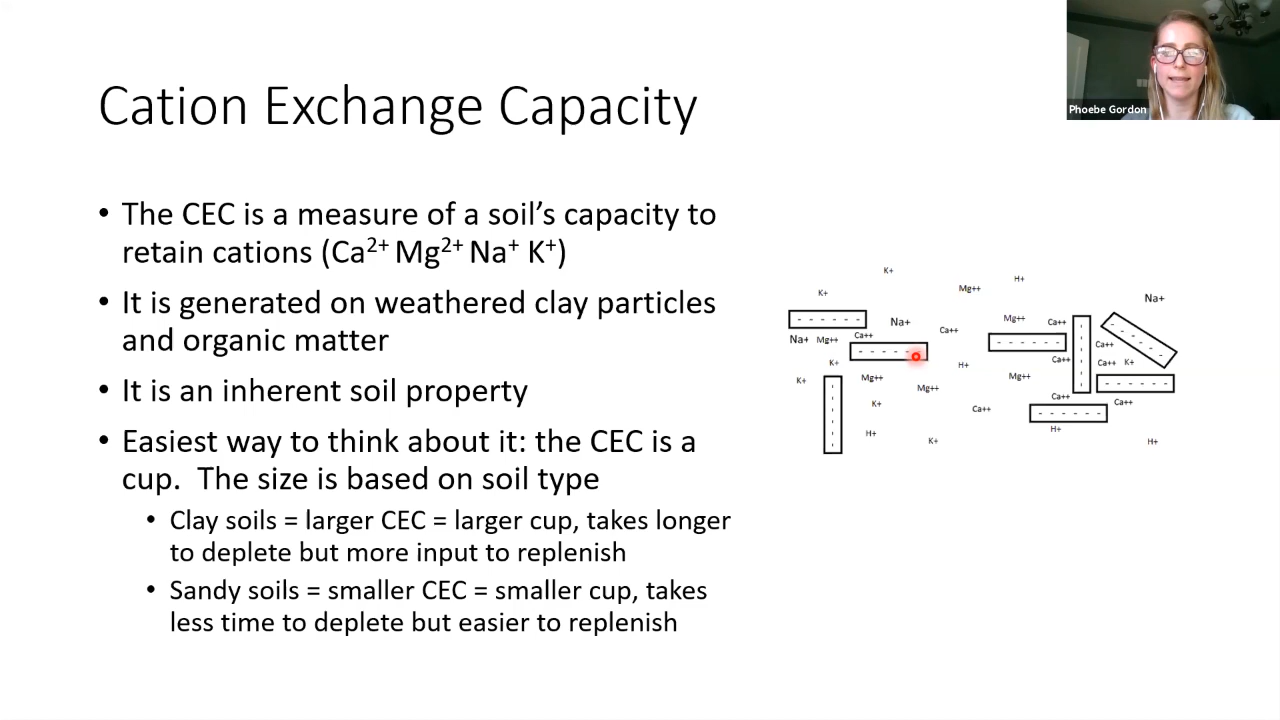 Phoebe Gordon
Cation Exchange Capacity
• The CEC is a measure of a soil's capacity to
retain cations (Ca²⁺ Mg²⁺ Na⁺ K⁺)
• It is generated on weathered clay particles
and organic matter
• It is an inherent soil property
• Easiest way to think about it: the CEC is a
cup. The size is based on soil type
• Clay soils = larger CEC = larger cup, takes longer
to deplete but more input to replenish
• Sandy soils = smaller CEC = smaller cup, takes
less time to deplete but easier to replenish
K+
H+
Mg++
K+
Na+
- - - - - -
Na+
Mg++
Ca++
Ca++
Ca++
Na+
Mg++
- - - - - -
- - - - - -
- - - - - -
- - - - - -
Ca++
K+
H+
Ca++
Ca++
K+
K+
Mg++
Mg++
Mg++
- - - - - -
- - - - - -
K+
Ca++
Ca++
Ca++
- - - - - -
H+
K+
H+
H+